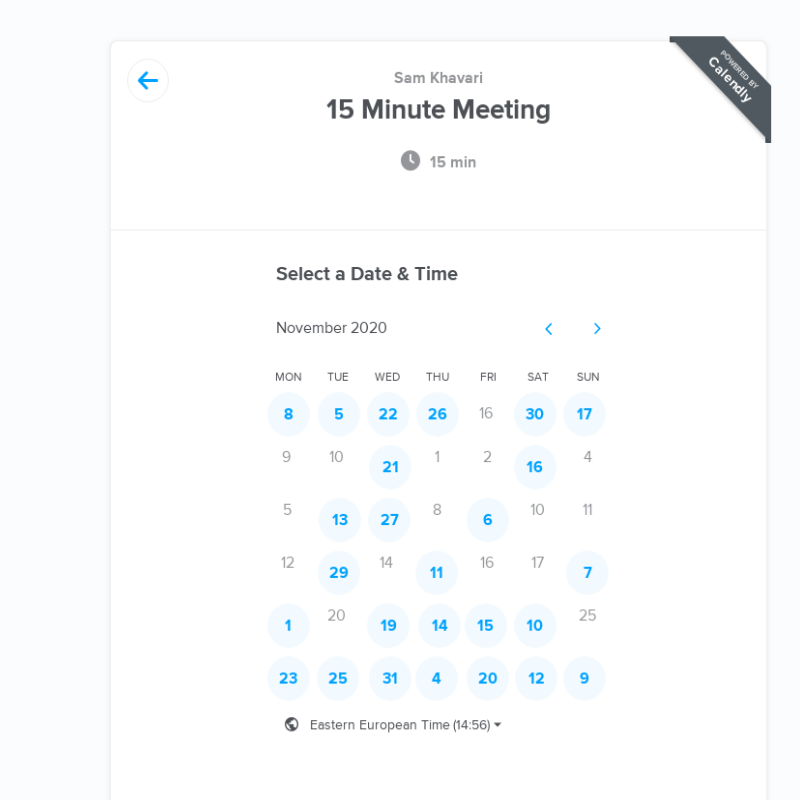 POWERED BY
Calendly
Sam Khavari
15 Minute Meeting
15 min
Select a Date & Time
November 2020
MON TUE WED THU FRI SAT SUN
8 5 22 26 16 30 17
9 10 21 1 2 16 4
5 13 27 8 6 10 11
12 29 14 11 16 17 7
1 20 19 14 15 10 25
23 25 31 4 20 12 9
Eastern European Time (14:56)